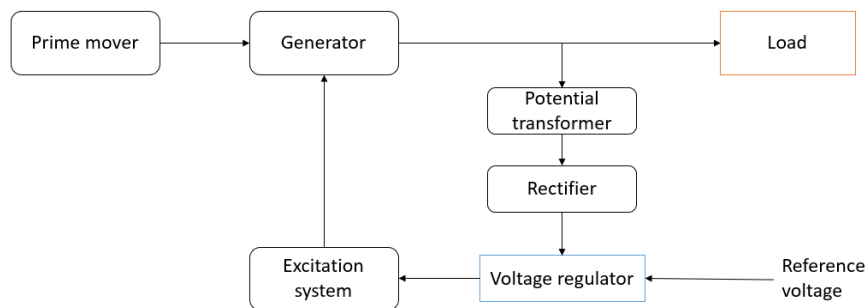 Prime mover
Generator
Load
Potential
transformer
Rectifier
Excitation
system
Voltage regulator
Reference
voltage